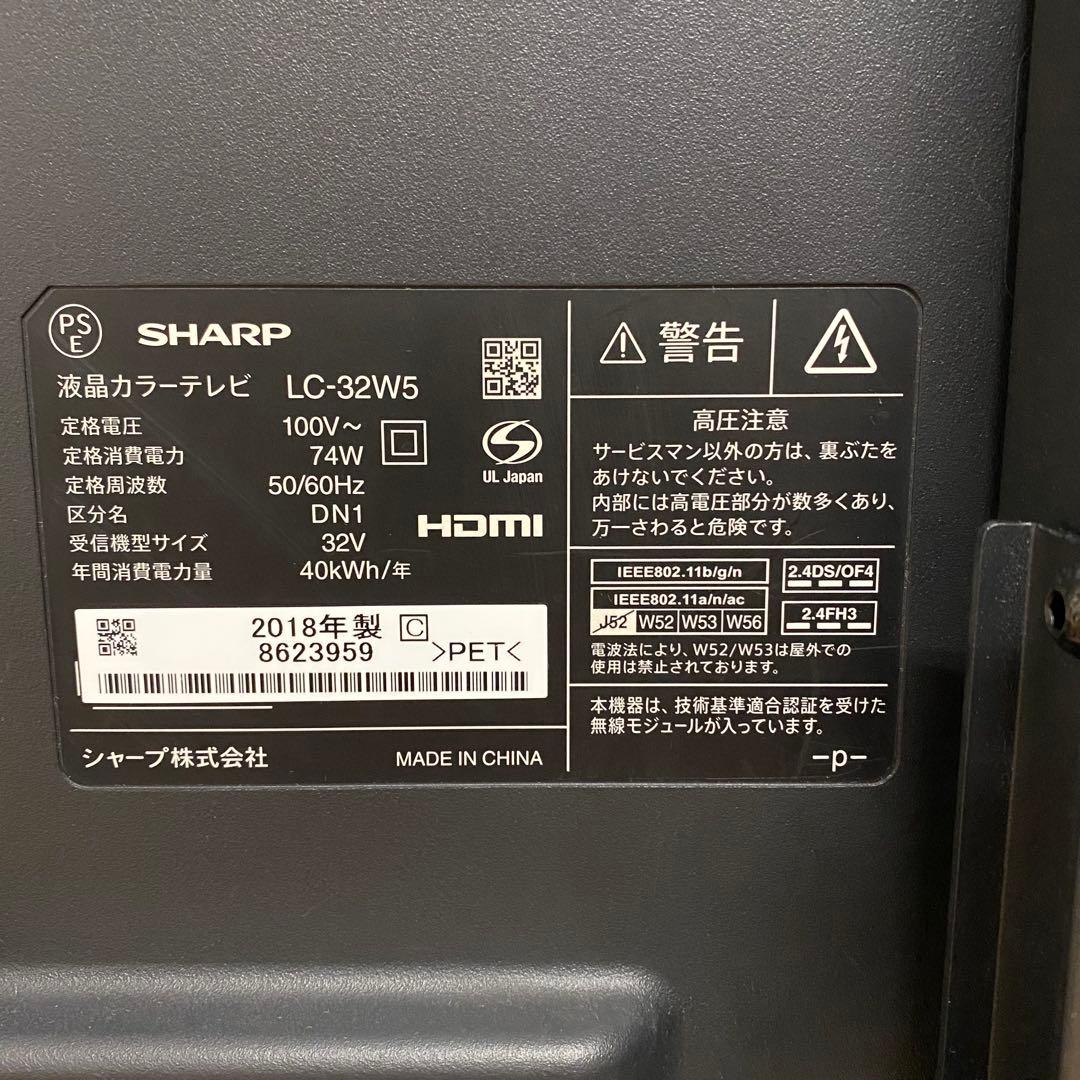 PS
E
SHARP
液晶カラーテレビ LC-32W5
定格電圧 100V～
定格消費電力 74W
定格周波数 50/60Hz
区分名 DN1
受信機型サイズ 32V
年間消費電力量 40kWh/年
UL Japan
HDMI
2018年製 C
8623959 >PET<
シャープ株式会社 MADE IN CHINA
警告
高圧注意
サービスマン以外の方は、裏ぶたを
あけないでください。
内部には高電圧部分が数多くあり、
万一さわると危険です。
IEEE802.11b/g/n
IEEE802.11a/n/ac
J52 W52 W53 W56
2.4DS/OF4
2.4FH3
電波法により、W52/W53は屋外での
使用は禁止されております。
本機器は、技術基準適合認証を受けた
無線モジュールが入っています。
-p-